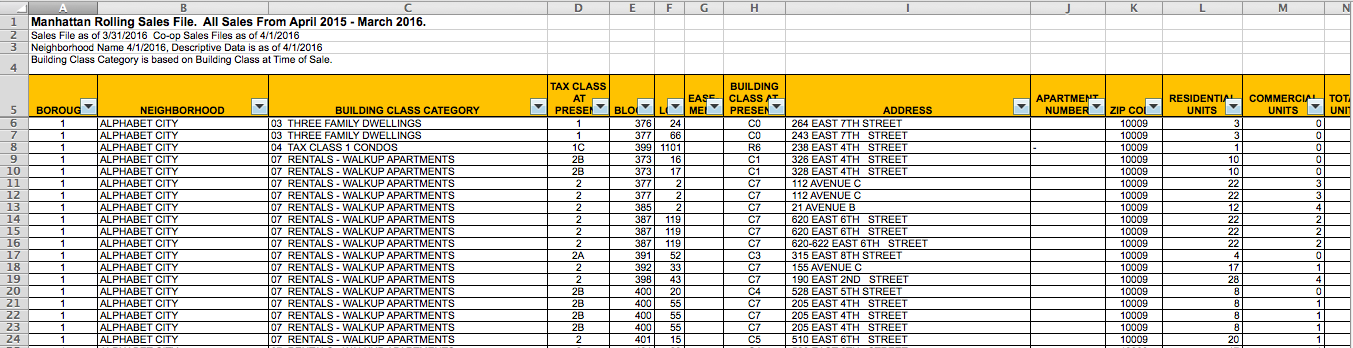 A B C D E F G H I J K L M N
1 Manhattan Rolling Sales File. All Sales From April 2015 - March 2016.
2 Sales File as of 3/31/2016 Co-op Sales Files as of 4/1/2016
3 Neighborhood Name 4/1/2016, Descriptive Data is as of 4/1/2016
4 Building Class Category is based on Building Class at Time of Sale.
5 BOROUG NEIGHBORHOOD BUILDING CLASS CATEGORY TAX CLASS AT PRESEN BLO L EASE MEN BUILDING CLASS AT PRESEN ADDRESS APARTMENT NUMBER ZIP CO RESIDENTIAL UNITS COMMERCIAL UNITS TOTA UNIT
6 1 ALPHABET CITY 03 THREE FAMILY DWELLINGS 1 376 24 C0 264 EAST 7TH STREET 10009 3 0
7 1 ALPHABET CITY 03 THREE FAMILY DWELLINGS 1 377 66 C0 243 EAST 7TH STREET 10009 3 0
8 1 ALPHABET CITY 04 TAX CLASS 1 CONDOS 1C 399 1101 R6 238 EAST 4TH STREET - 10009 1 0
9 1 ALPHABET CITY 07 RENTALS - WALKUP APARTMENTS 2B 373 16 C1 326 EAST 4TH STREET 10009 10 0
10 1 ALPHABET CITY 07 RENTALS - WALKUP APARTMENTS 2B 373 17 C1 328 EAST 4TH STREET 10009 10 0
11 1 ALPHABET CITY 07 RENTALS - WALKUP APARTMENTS 2 377 2 C7 112 AVENUE C 10009 22 3
12 1 ALPHABET CITY 07 RENTALS - WALKUP APARTMENTS 2 377 2 C7 112 AVENUE C 10009 22 3
13 1 ALPHABET CITY 07 RENTALS - WALKUP APARTMENTS 2 385 2 C7 21 AVENUE B 10009 12 4
14 1 ALPHABET CITY 07 RENTALS - WALKUP APARTMENTS 2 387 119 C7 620 EAST 6TH STREET 10009 22 2
15 1 ALPHABET CITY 07 RENTALS - WALKUP APARTMENTS 2 387 119 C7 620 EAST 6TH STREET 10009 22 2
16 1 ALPHABET CITY 07 RENTALS - WALKUP APARTMENTS 2 387 119 C7 620-622 EAST 6TH STREET 10009 22 2
17 1 ALPHABET CITY 07 RENTALS - WALKUP APARTMENTS 2A 391 52 C3 315 EAST 8TH STREET 10009 4 0
18 1 ALPHABET CITY 07 RENTALS - WALKUP APARTMENTS 2 392 33 C7 155 AVENUE C 10009 17 1
19 1 ALPHABET CITY 07 RENTALS - WALKUP APARTMENTS 2 398 43 C7 190 EAST 2ND STREET 10009 28 4
20 1 ALPHABET CITY 07 RENTALS - WALKUP APARTMENTS 2B 400 20 C4 528 EAST 5TH STREET 10009 8 0
21 1 ALPHABET CITY 07 RENTALS - WALKUP APARTMENTS 2B 400 55 C7 205 EAST 4TH STREET 10009 8 1
22 1 ALPHABET CITY 07 RENTALS - WALKUP APARTMENTS 2B 400 55 C7 205 EAST 4TH STREET 10009 8 1
23 1 ALPHABET CITY 07 RENTALS - WALKUP APARTMENTS 2B 400 55 C7 205 EAST 4TH STREET 10009 8 1
24 1 ALPHABET CITY 07 RENTALS - WALKUP APARTMENTS 2 401 15 C5 510 EAST 6TH STREET 10009 20 1